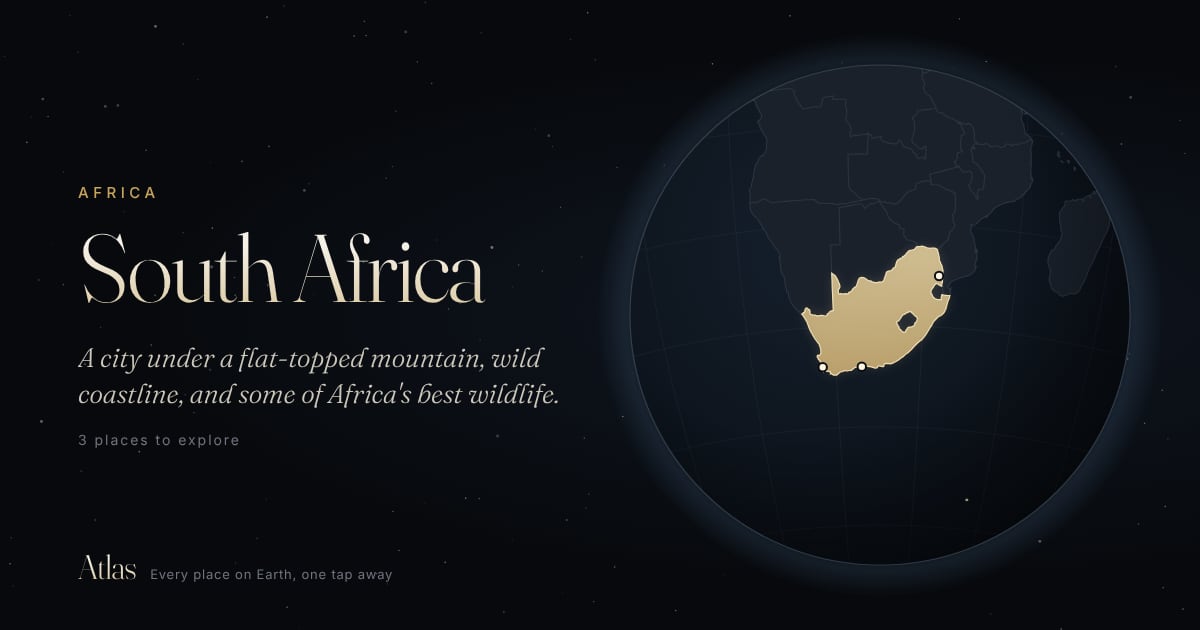 AFRICA
South Africa
A city under a flat-topped mountain, wild
coastline, and some of Africa's best wildlife.
3 places to explore
Atlas Every place on Earth, one tap away